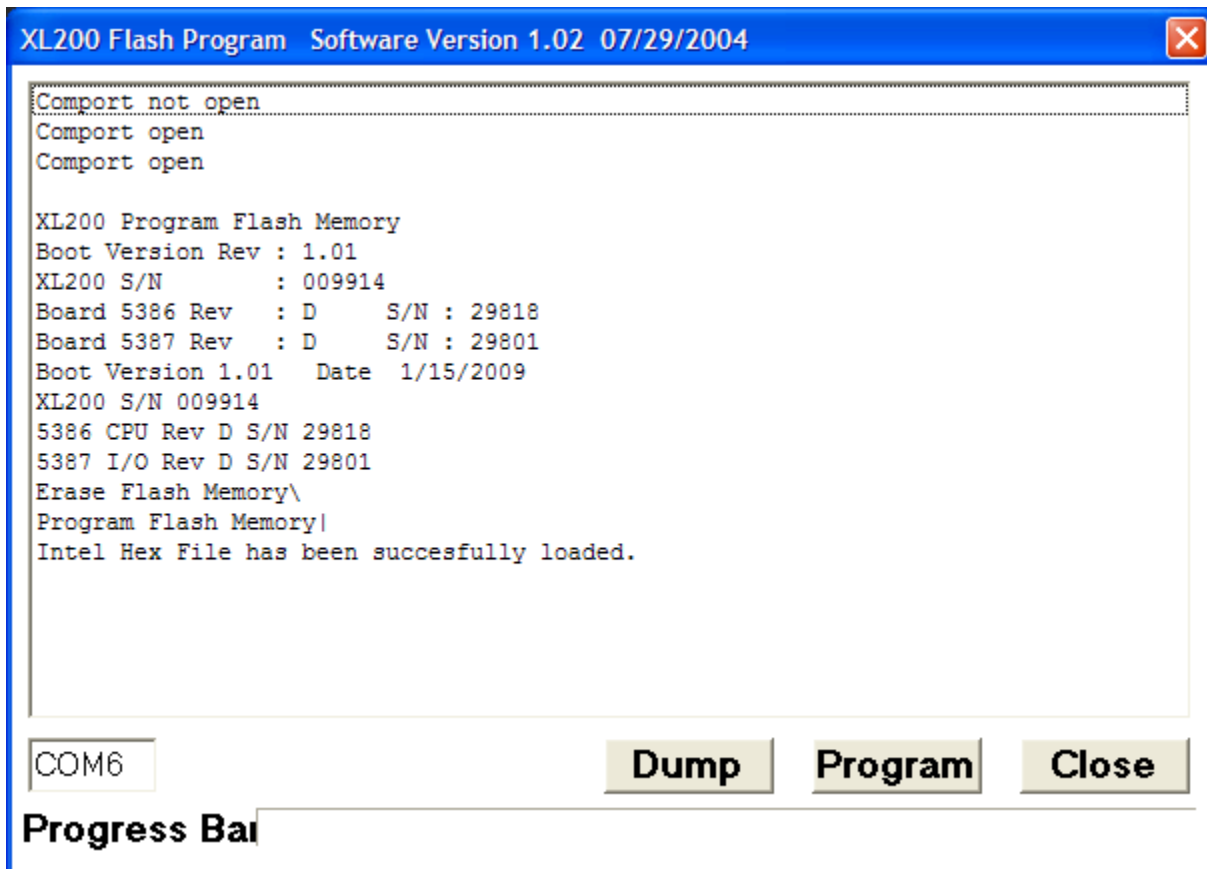 XL200 Flash Program   Software Version 1.02  07/29/2004
Comport not open
Comport open
Comport open
XL200 Program Flash Memory
Boot Version Rev : 1.01
XL200 S/N        : 009914
Board 5386 Rev   : D     S/N : 29818
Board 5387 Rev   : D     S/N : 29801
Boot Version 1.01   Date  1/15/2009
XL200 S/N 009914
5386 CPU Rev D S/N 29818
5387 I/O Rev D S/N 29801
Erase Flash Memory\
Program Flash Memory|
Intel Hex File has been succesfully loaded.
COM6 Dump Program Close
Progress Bar